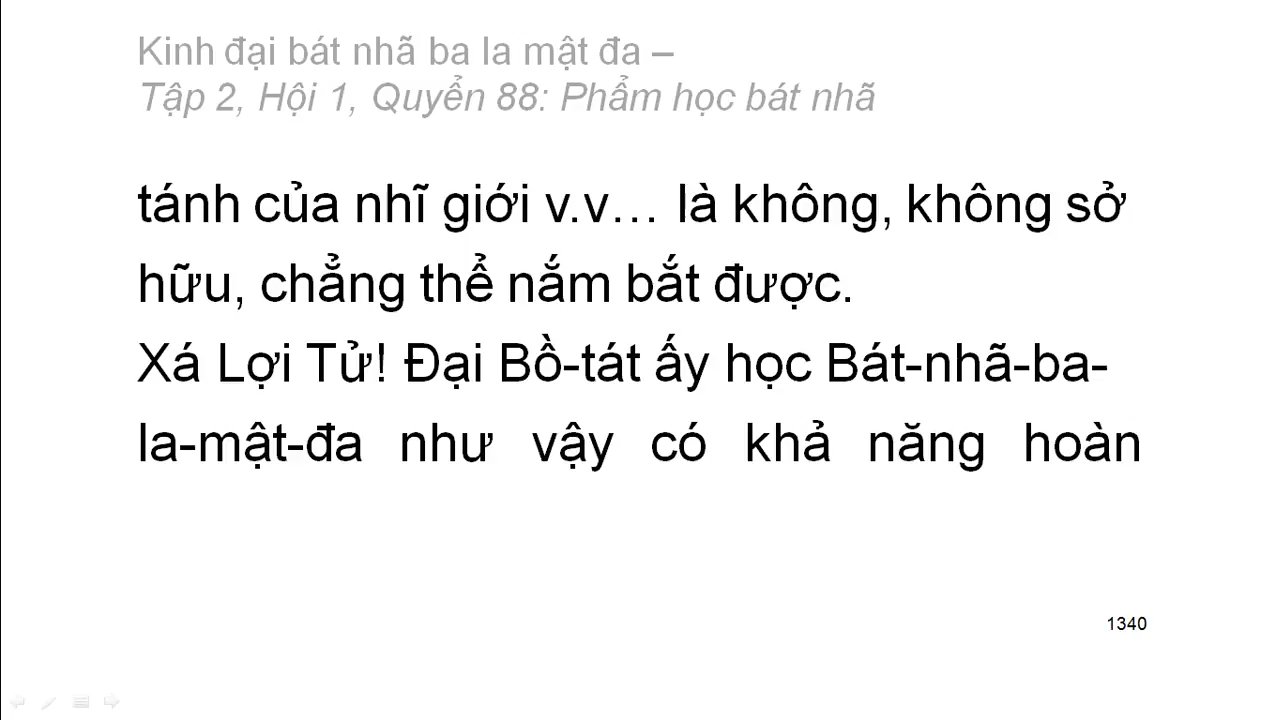 Kinh đại bát nhã ba la mật đa –
Tập 2, Hội 1, Quyển 88: Phẩm học bát nhã
tánh của nhĩ giới v.v… là không, không sở
hữu, chẳng thể nắm bắt được.
Xá Lợi Tử! Đại Bồ-tát ấy học Bát-nhã-ba-
la-mật-đa như vậy có khả năng hoàn
1340